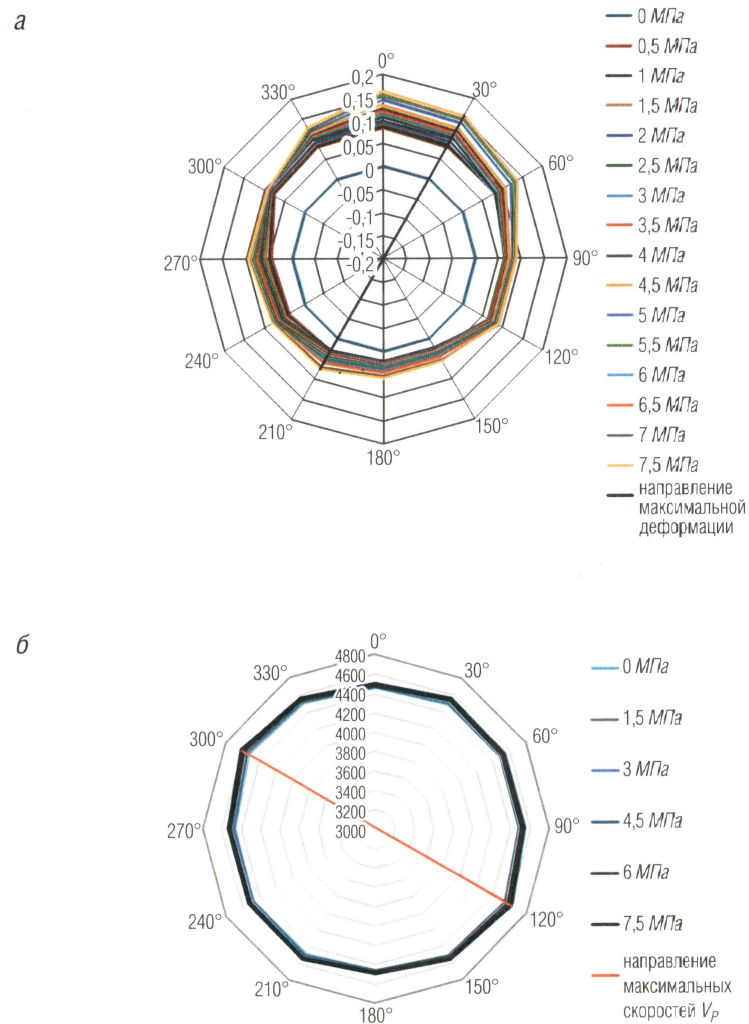 а
0°
30°
60°
90°
120°
150°
180°
210°
240°
270°
300°
330°
0,2
0,15
0,1
0,05
0
-0,05
-0,1
-0,15
-0,2
0 МПа
0,5 МПа
1 МПа
1,5 МПа
2 МПа
2,5 МПа
3 МПа
3,5 МПа
4 МПа
4,5 МПа
5 МПа
5,5 МПа
6 МПа
6,5 МПа
7 МПа
7,5 МПа
направление
максимальной
деформации
б
0°
30°
60°
90°
120°
150°
180°
210°
240°
270°
300°
330°
4800
4600
4400
4200
4000
3800
3600
3400
3200
3000
0 МПа
1,5 МПа
3 МПа
4,5 МПа
6 МПа
7,5 МПа
направление
максимальных
скоростей Vₚ